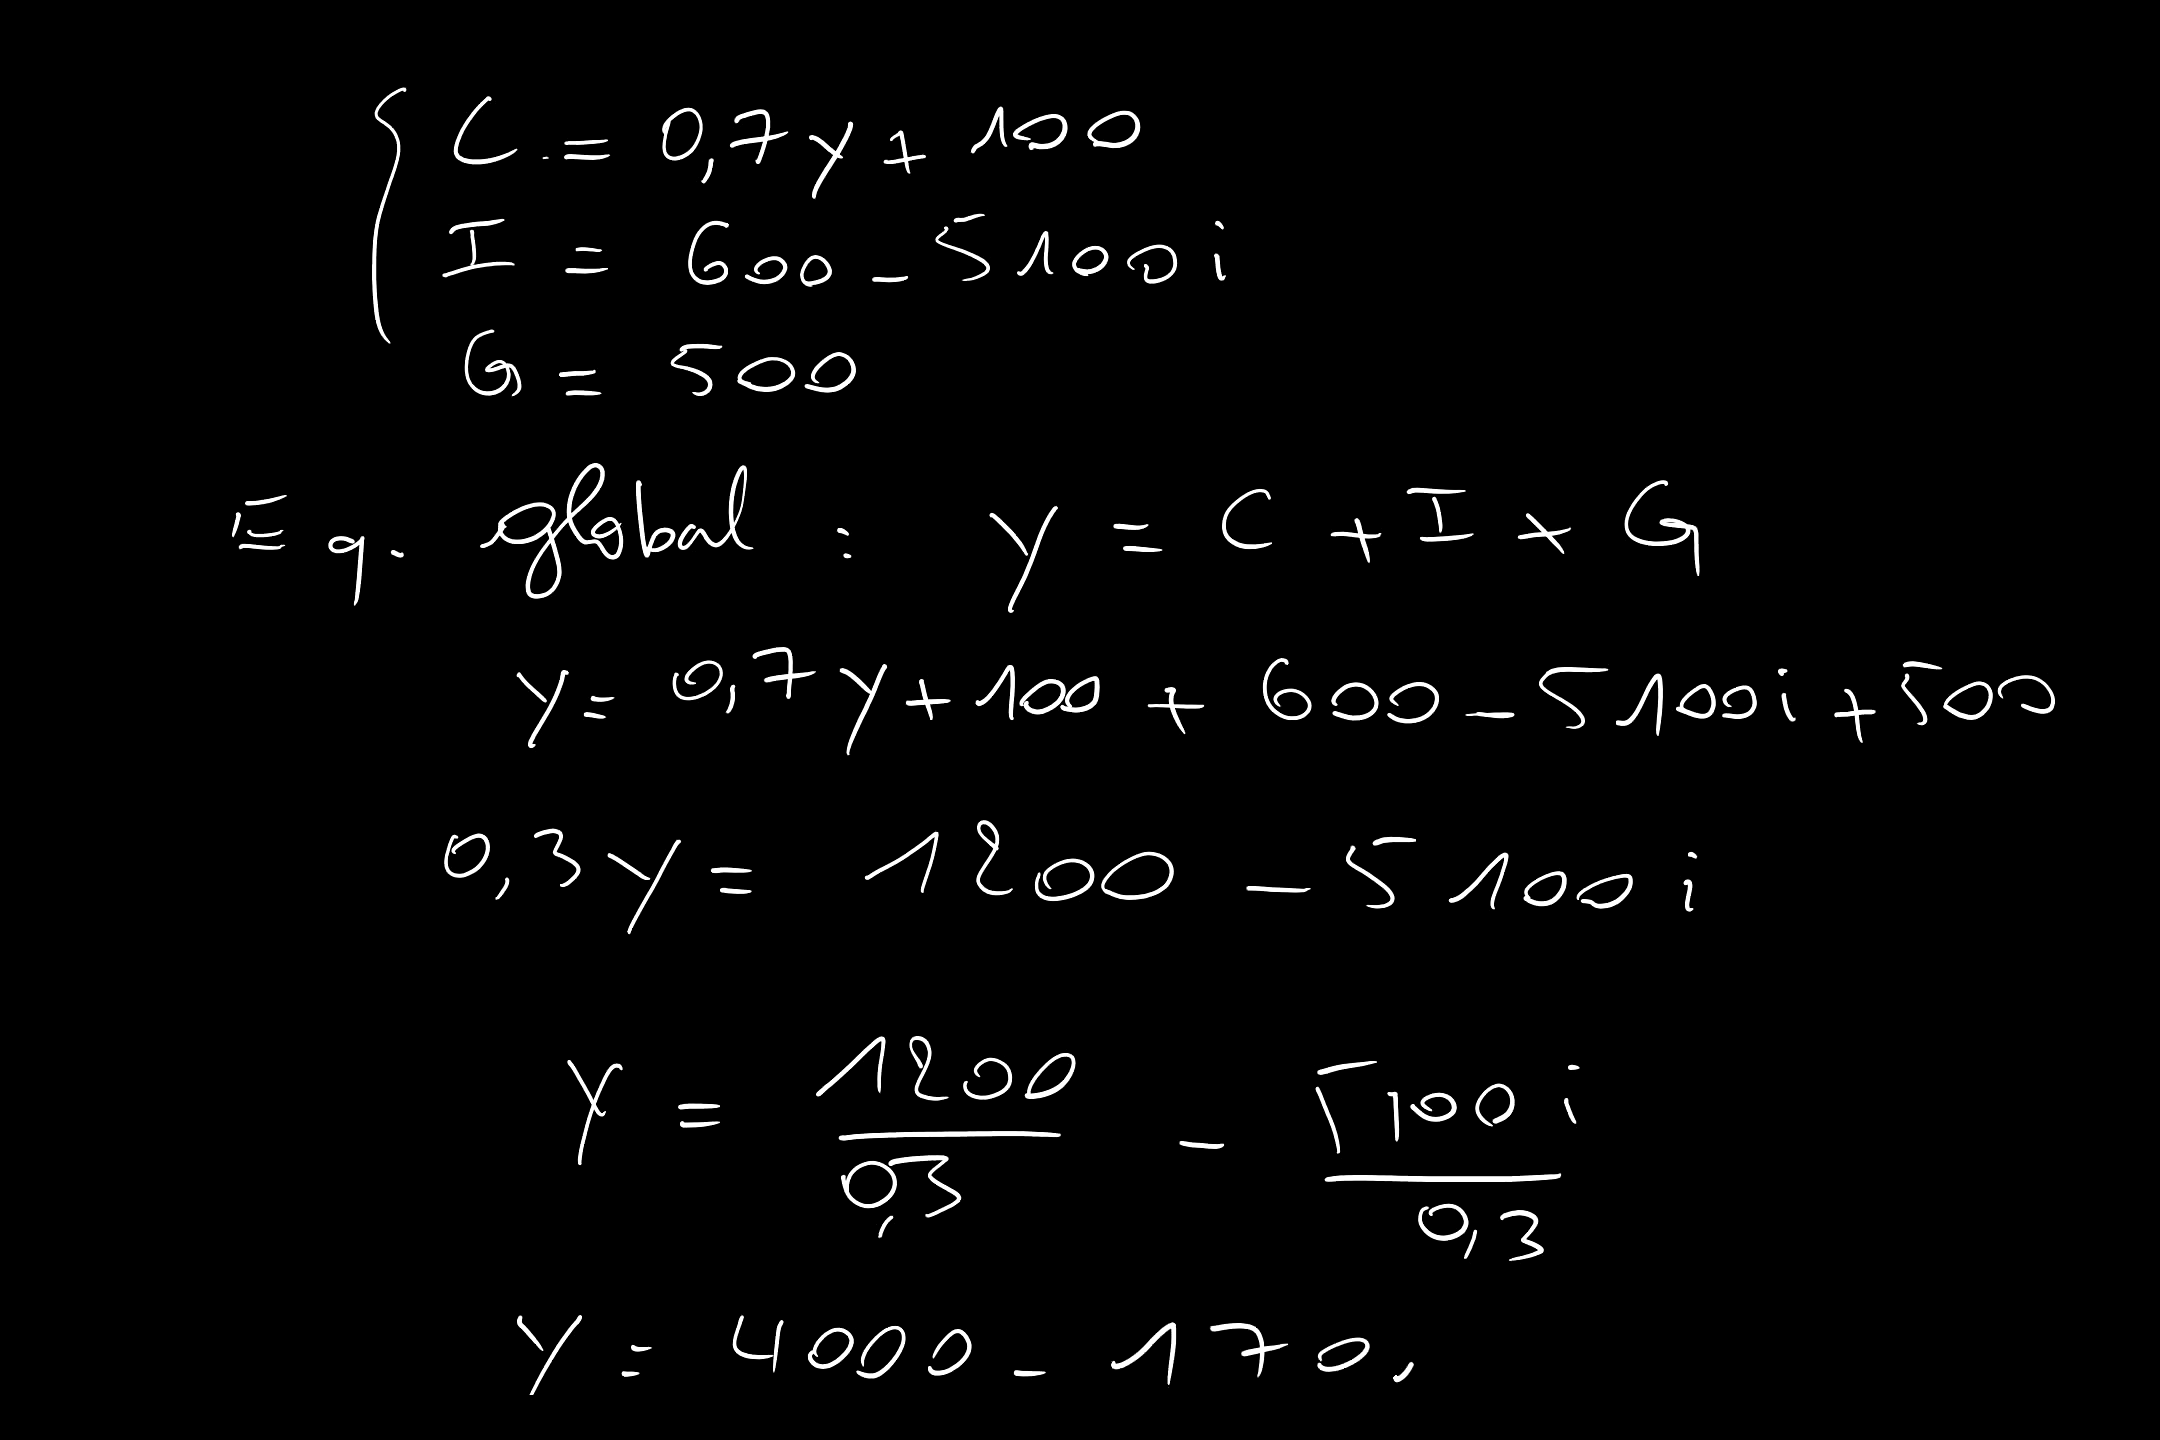 C = 0,7y + 100
I = 600 - 5100i
G = 500
Eq. global : y = C + I + G
y = 0,7y + 100 + 600 - 5100i + 500
0,3y = 1200 - 5100i
y = 1200/0,3 - 5100i/0,3
y = 4000 - 170,